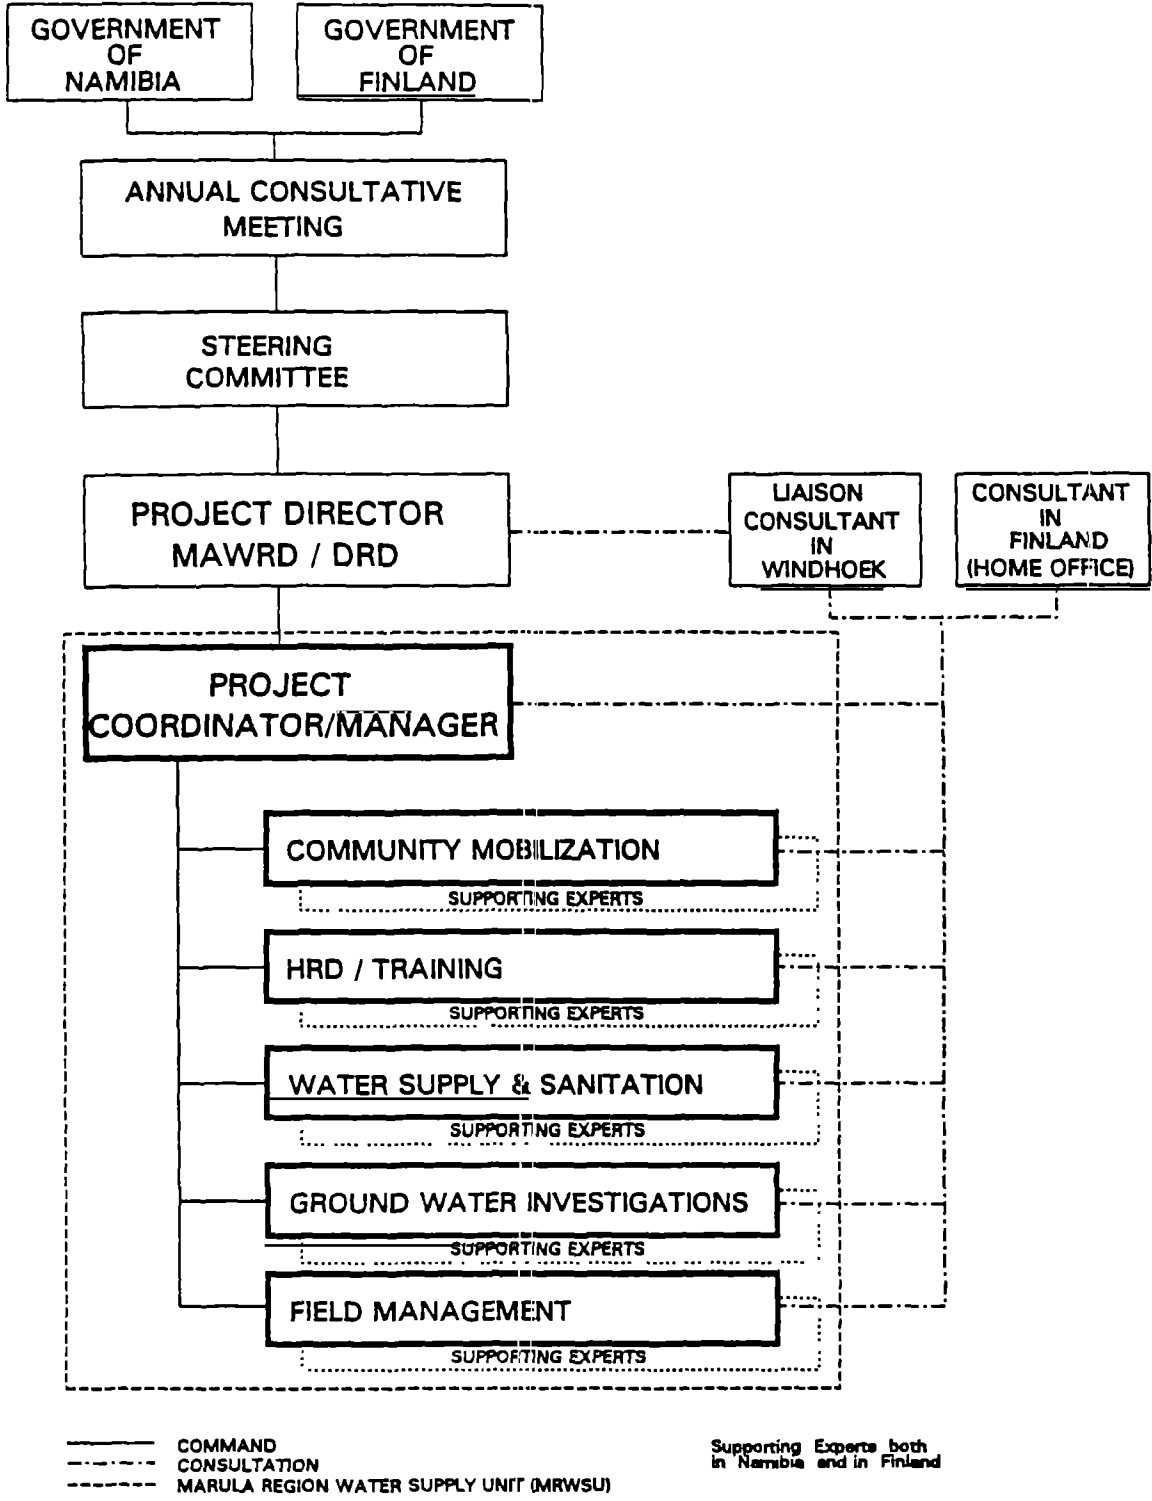 GOVERNMENT
OF
NAMIBIA
GOVERNMENT
OF
FINLAND
ANNUAL CONSULTATIVE
MEETING
STEERING
COMMITTEE
PROJECT DIRECTOR
MAWRD / DRD
LIAISON
CONSULTANT
IN
WINDHOEK
CONSULTANT
IN
FINLAND
(HOME OFFICE)
PROJECT
COORDINATOR/MANAGER
COMMUNITY MOBILIZATION
SUPPORTING EXPERTS
HRD / TRAINING
SUPPORTING EXPERTS
WATER SUPPLY & SANITATION
SUPPORTING EXPERTS
GROUND WATER INVESTIGATIONS
SUPPORTING EXPERTS
FIELD MANAGEMENT
SUPPORTING EXPERTS
COMMAND
CONSULTATION
MARULA REGION WATER SUPPLY UNIT (MRWSU)
Supporting Experts both
in Namibia and in Finland